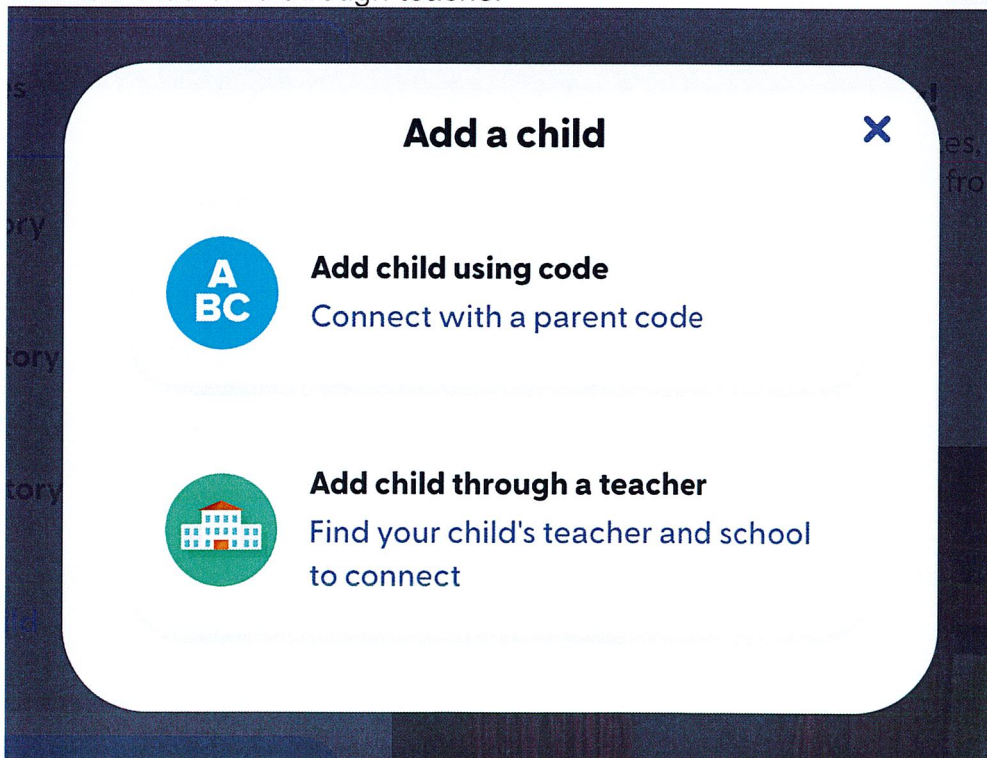 Add a child
A
BC
Add child using code
Connect with a parent code
Add child through a teacher
Find your child's teacher and school
to connect